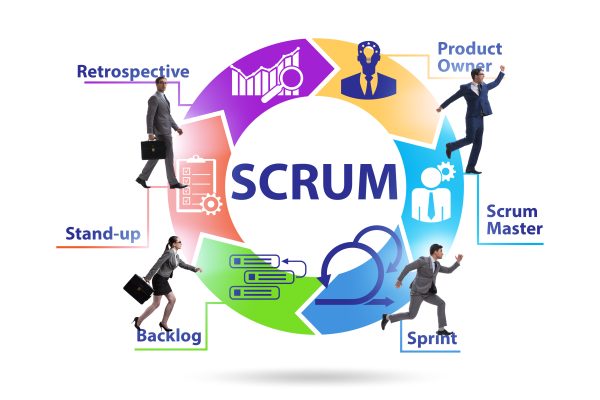 SCRUM
Product
Owner
Scrum
Master
Sprint
Backlog
Stand-up
Retrospective